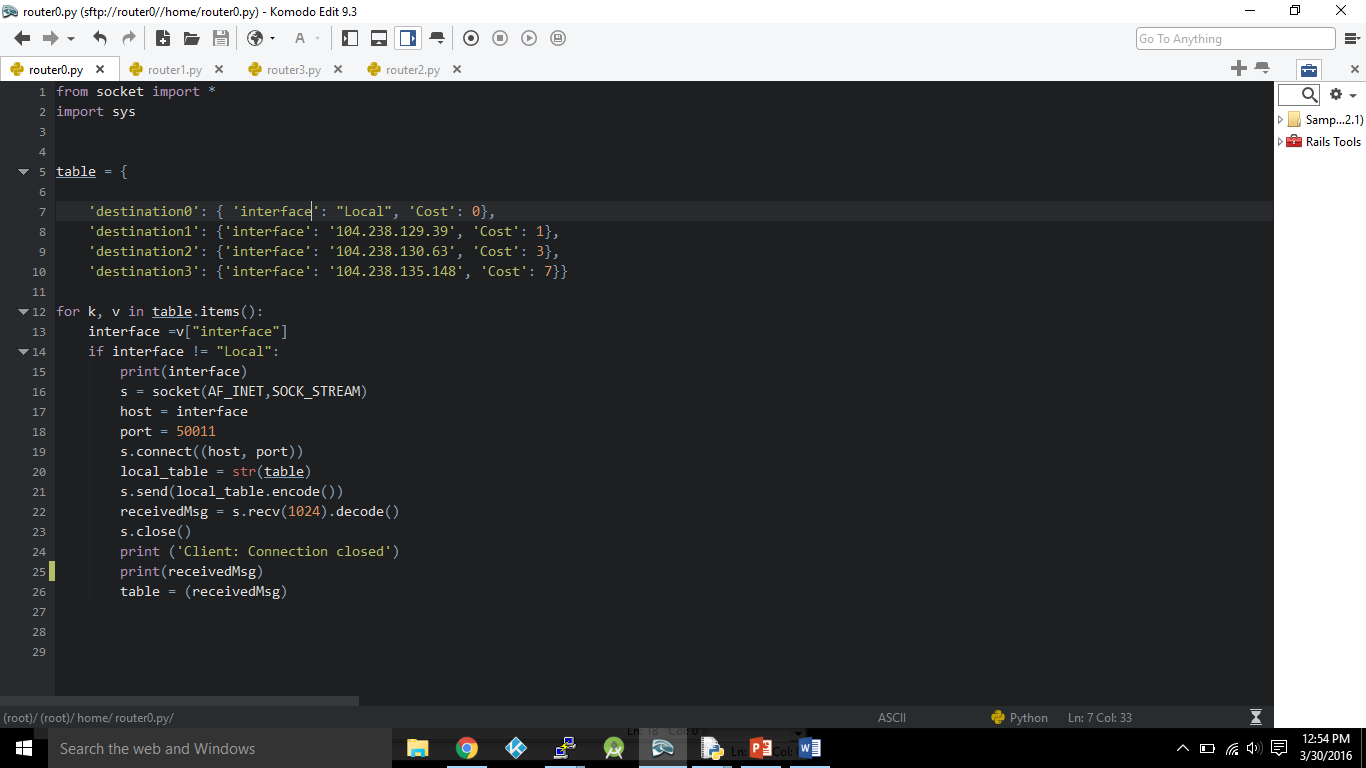 router0.py (sftp://router0//home/router0.py) - Komodo Edit 9.3
Go To Anything
router0.py router1.py router3.py router2.py
1 from socket import *
2 import sys
3
4
5 table = {
6
7 'destination0': { 'interface': "Local", 'Cost': 0},
8 'destination1': {'interface': '104.238.129.39', 'Cost': 1},
9 'destination2': {'interface': '104.238.130.63', 'Cost': 3},
10 'destination3': {'interface': '104.238.135.148', 'Cost': 7}}
11
12 for k, v in table.items():
13 interface =v["interface"]
14 if interface != "Local":
15 print(interface)
16 s = socket(AF_INET,SOCK_STREAM)
17 host = interface
18 port = 50011
19 s.connect((host, port))
20 local_table = str(table)
21 s.send(local_table.encode())
22 receivedMsg = s.recv(1024).decode()
23 s.close()
24 print ('Client: Connection closed')
25 print(receivedMsg)
26 table = (receivedMsg)
27
28
29
Samp...2.1)
Rails Tools
(root)/ (root)/ home/ router0.py/ ASCII Python Ln: 7 Col: 33
Search the web and Windows
12:54 PM
3/30/2016